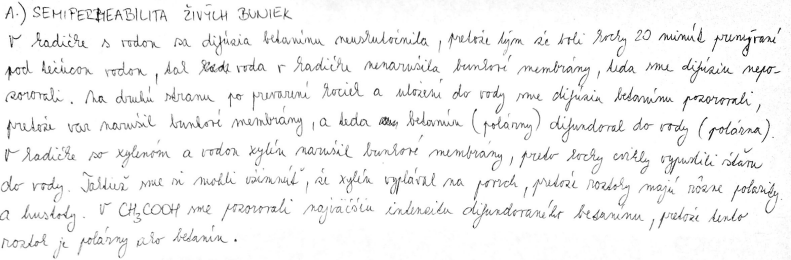 A.) SEMIPERMEABILITA ŽIVÝCH BUNIEK
V kadičke s vodou sa difúzia betanínu neuskutočnila, pretože tým že boli kocky 20 minút premývané
pod tečúcou vodou, tak voda v kadičke nenarušila bunkové membrány, teda sme difúziu nepo-
zorovali. Na druhú stranu po prevarení kociek a uložení do vody sme difúziu betanínu pozorovali,
pretože var narušil bunkové membrány, a teda betanín (polárny) difundoval do vody (polárna).
V kadičke so xylénom a vodou xylén narušil bunkové membrány, preto kocky cvikly vypustili šťavu
do vody. Taktiež sme si mohli všimnúť, že xylén vyplával na povrch, pretože roztoky majú rôzne polarity
a hustoty. V CH3COOH sme pozorovali najväčšiu intenzitu difundovaného betanínu, pretože tento
roztok je polárny ako betanín.